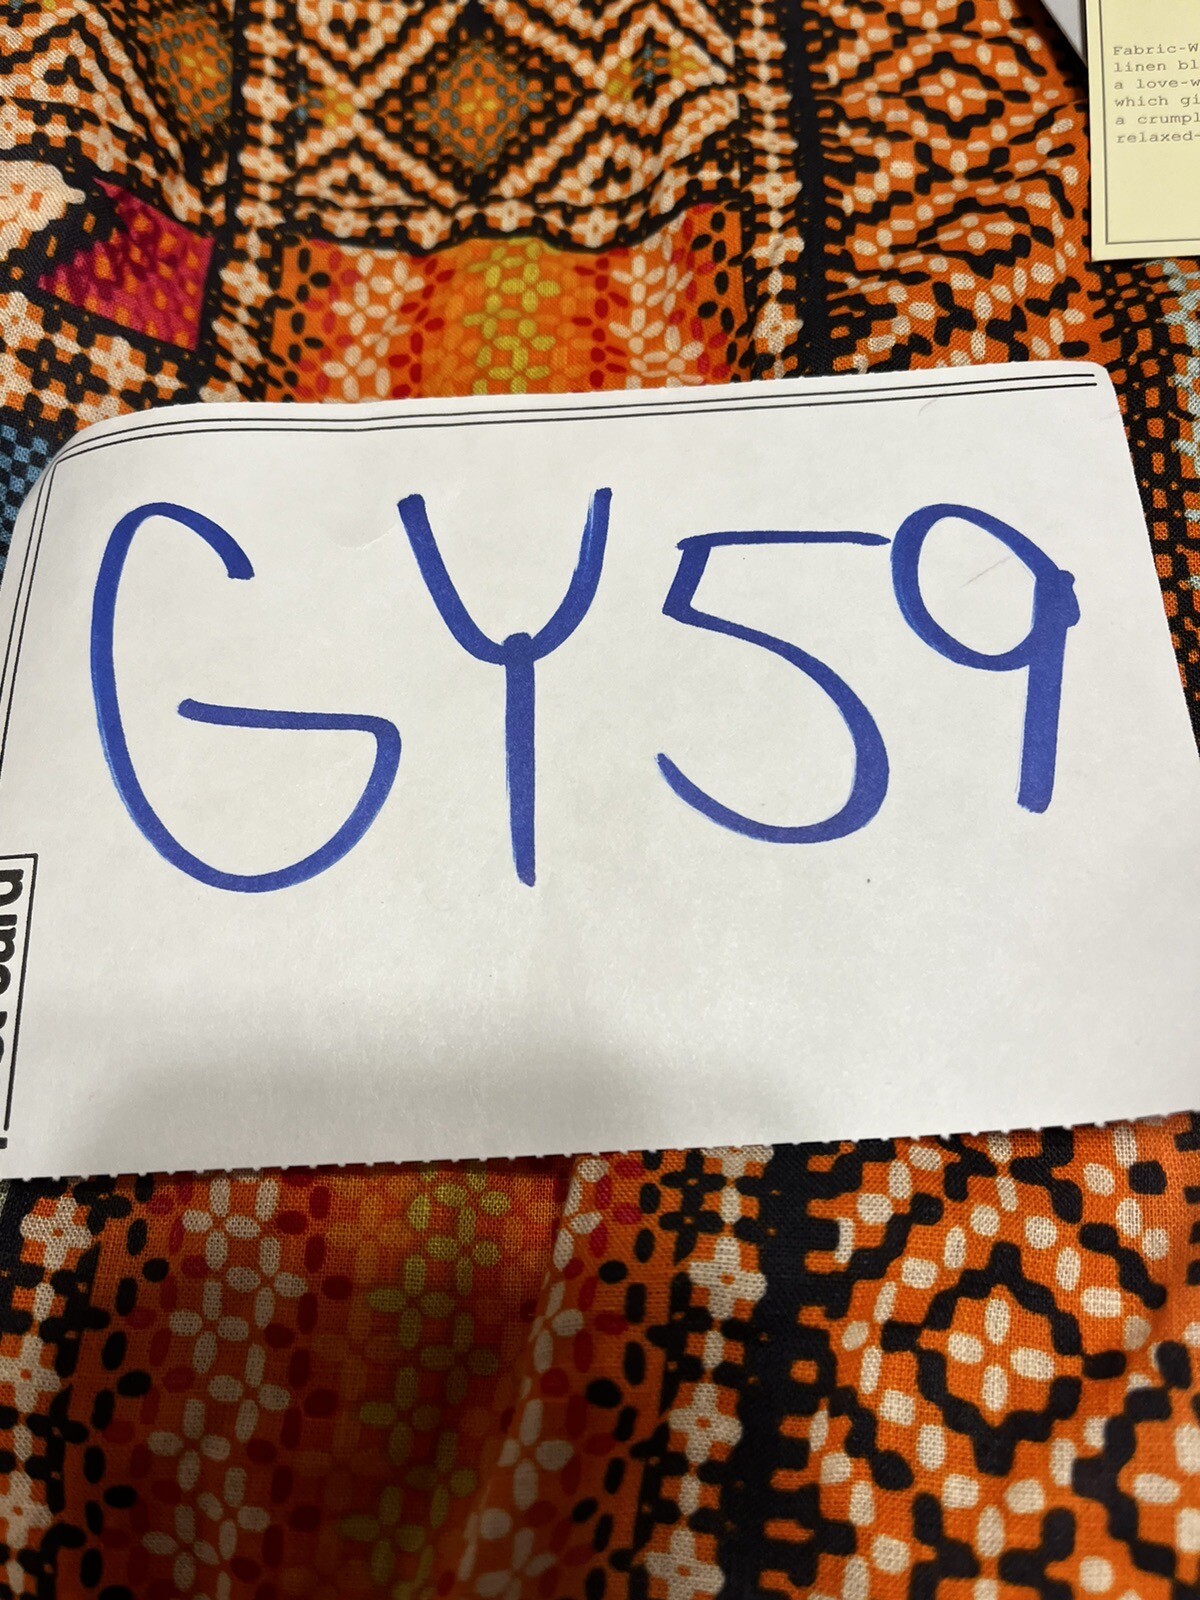 Fabric-W
linen bl
a love-w
which gi
a crumpl
relaxed-
GY59